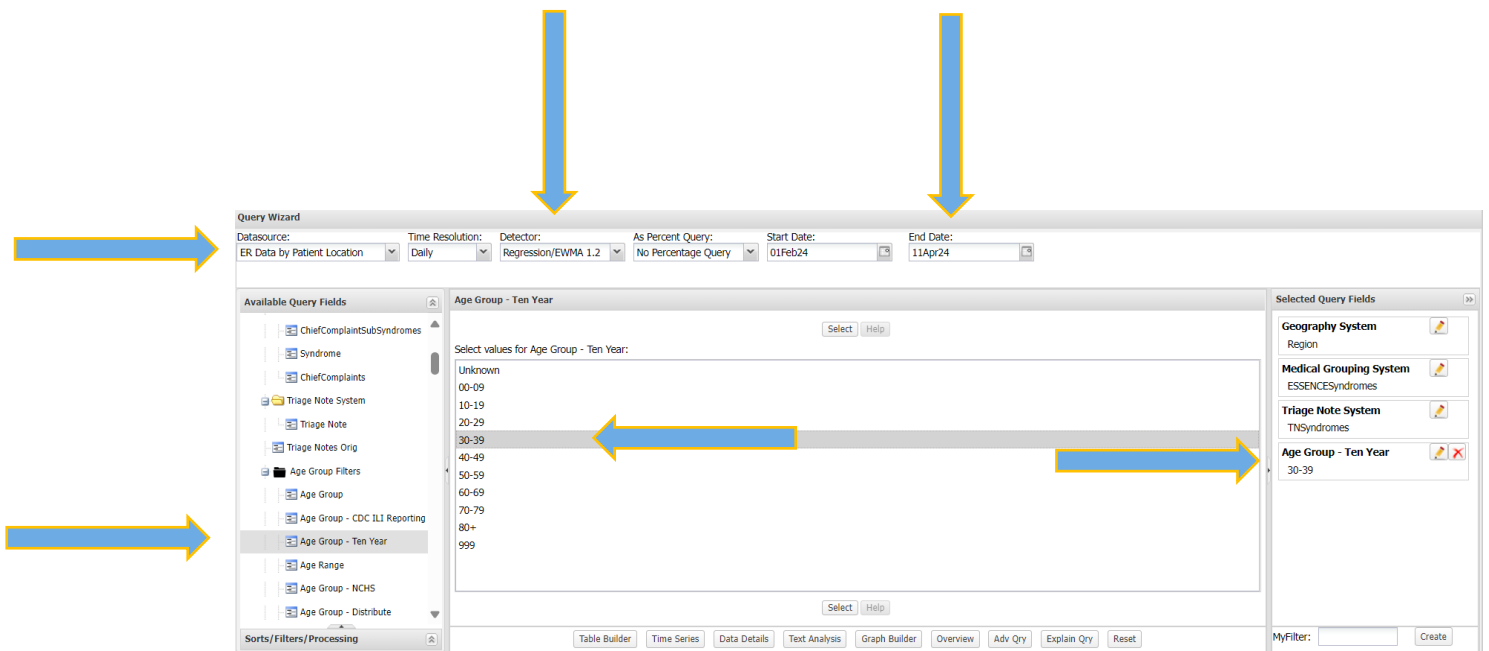 Query Wizard
Datasource: Time Resolution: Detector: As Percent Query: Start Date: End Date:
ER Data by Patient Location Daily Regression/EWMA 1.2 No Percentage Query 01Feb24 11Apr24
Available Query Fields
ChiefComplaintSubSyndromes
Syndrome
ChiefComplaints
Triage Note System
Triage Note
Triage Notes Orig
Age Group Filters
Age Group
Age Group - CDC ILI Reporting
Age Group - Ten Year
Age Range
Age Group - NCHS
Age Group - Distribute
Sorts/Filters/Processing
Age Group - Ten Year
Select Help
Select values for Age Group - Ten Year:
Unknown
00-09
10-19
20-29
30-39
40-49
50-59
60-69
70-79
80+
999
Select Help
Table Builder Time Series Data Details Text Analysis Graph Builder Overview Adv Qry Explain Qry Reset
Selected Query Fields
Geography System
Region
Medical Grouping System
ESSENCESyndromes
Triage Note System
TNSyndromes
Age Group - Ten Year
30-39
MyFilter: Create